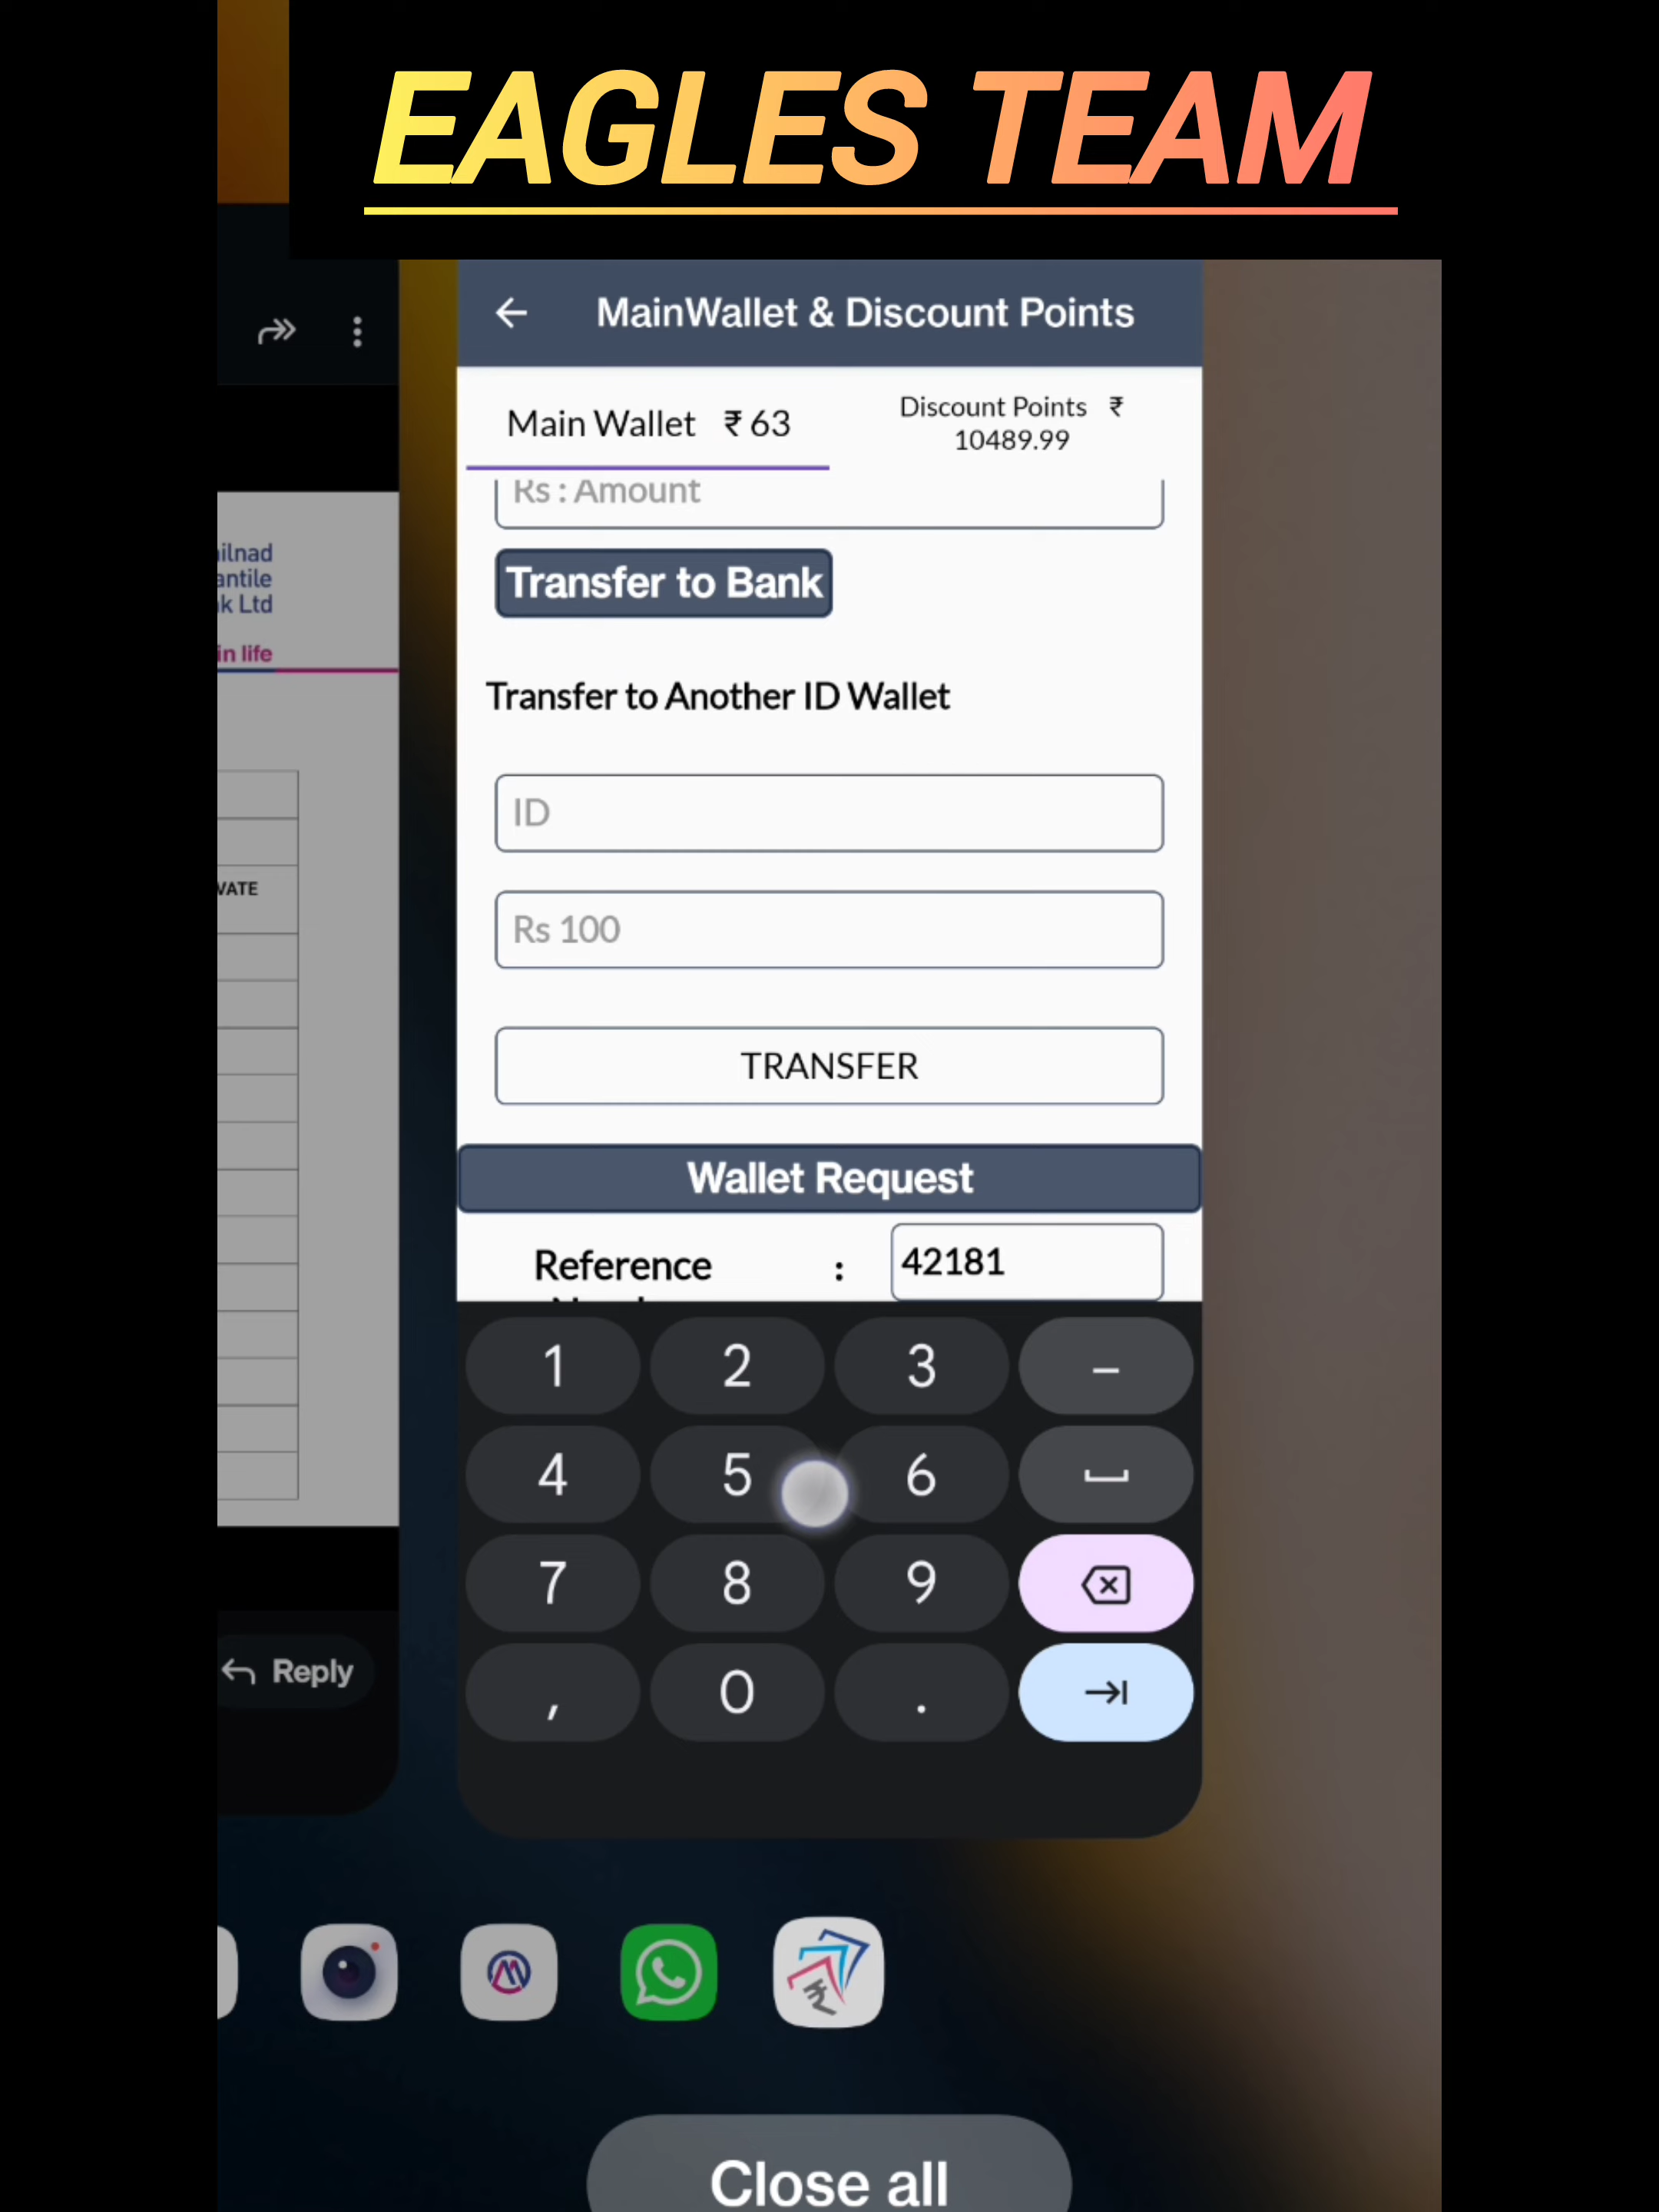 EAGLES TEAM
MainWallet & Discount Points
Main Wallet ₹ 63
Discount Points ₹
10489.99
Rs : Amount
Transfer to Bank
Transfer to Another ID Wallet
ID
Rs 100
TRANSFER
Wallet Request
Reference : 42181
1 2 3 –
4 5 6
7 8 9
, 0 .
ilnad
antile
k Ltd
in life
VATE
Reply
Close all